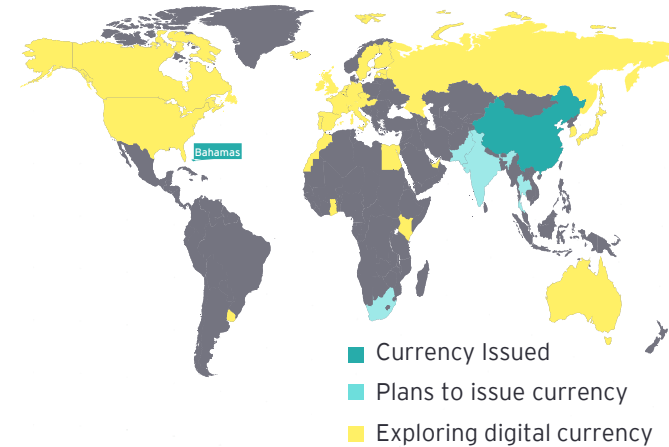 Bahamas
Currency Issued
Plans to issue currency
Exploring digital currency